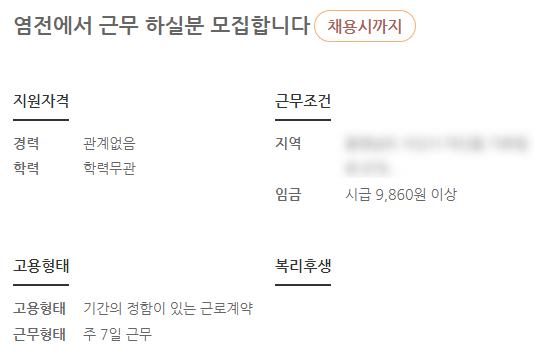 염전에서 근무 하실분 모집합니다 채용시까지
지원자격
경력 관계없음
학력 학력무관
근무조건
지역
임금 시급 9,860원 이상
고용형태
고용형태 기간의 정함이 있는 근로계약
근무형태 주 7일 근무
복리후생